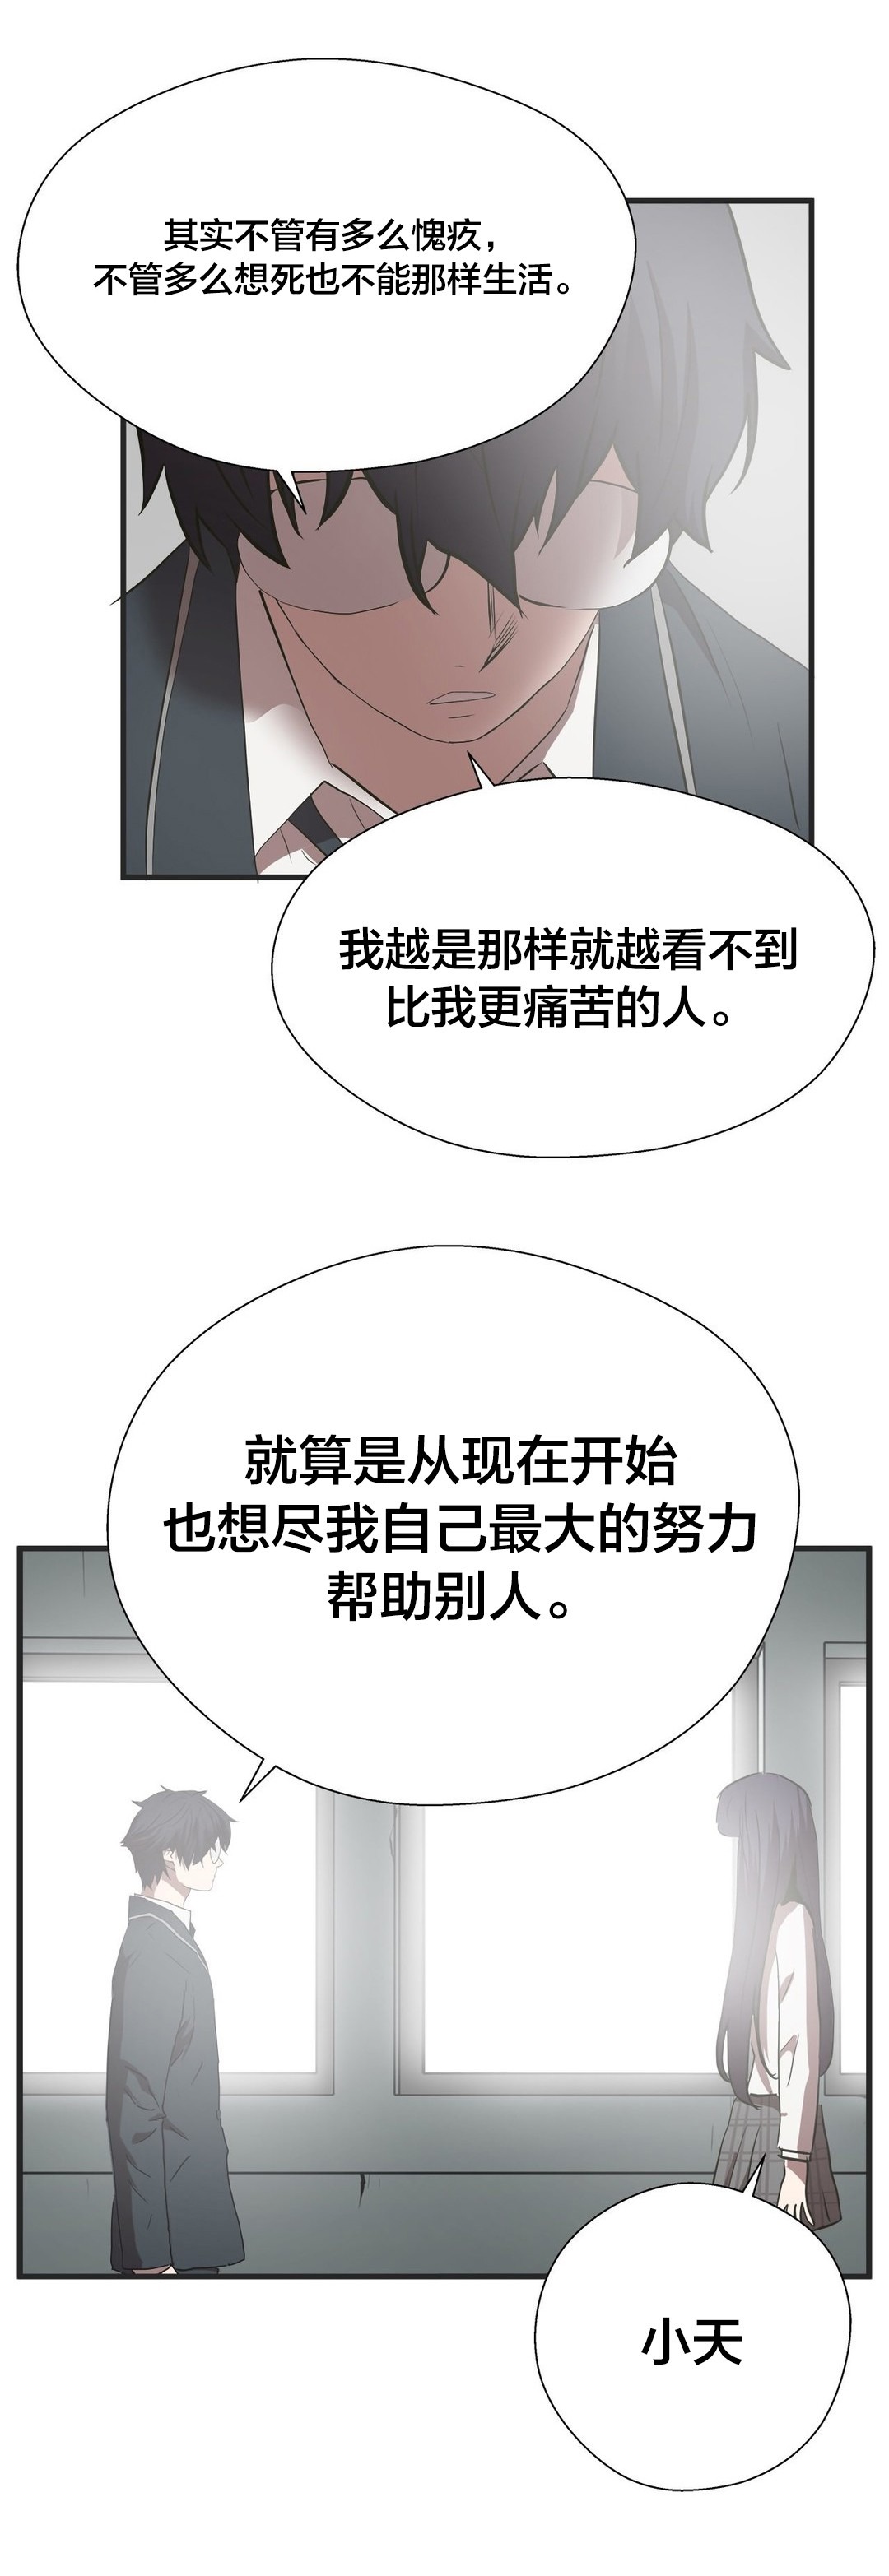 其实不管有多么愧疚，
不管多么想死也不能那样生活。
我越是那样就越看不到
比我更痛苦的人。
就算是从现在开始
也想尽我自己最大的努力
帮助别人。
小天